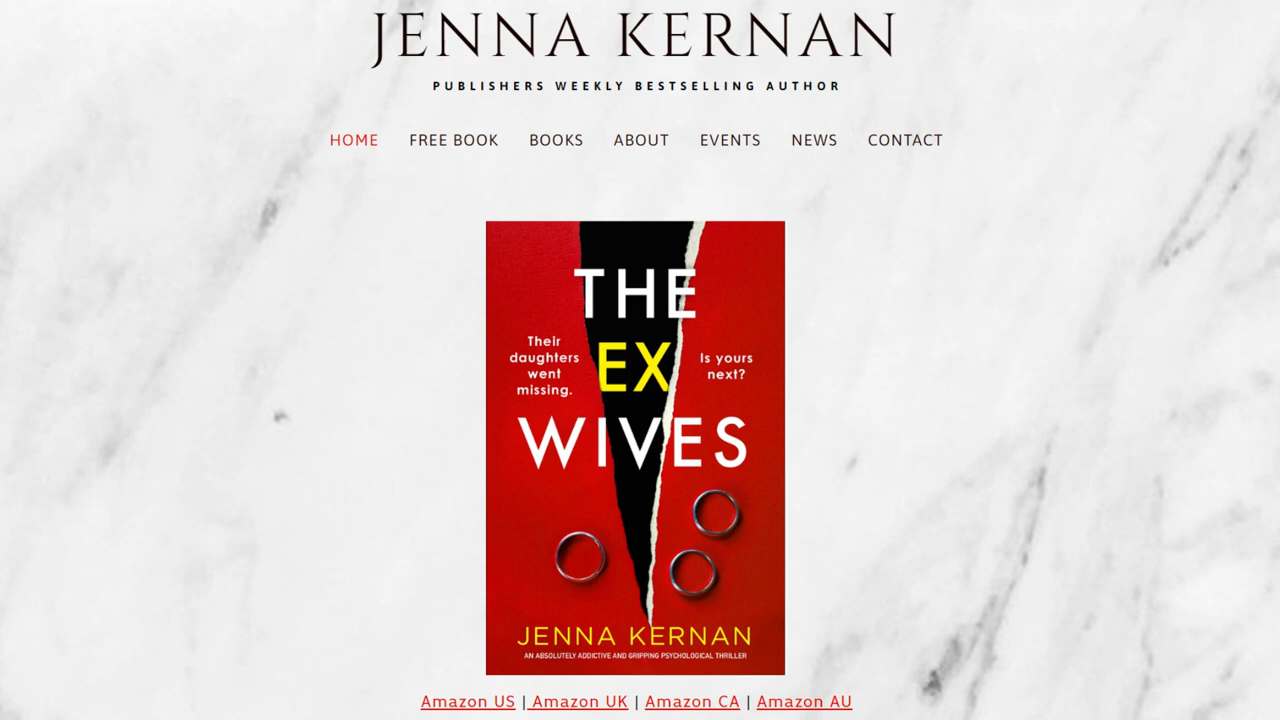 JENNA KERNAN
PUBLISHERS WEEKLY BESTSELLING AUTHOR
HOME FREE BOOK BOOKS ABOUT EVENTS NEWS CONTACT
THE
EX
WIVES
Their
daughters
went
missing.
Is yours
next?
JENNA KERNAN
AN ABSOLUTELY ADDICTIVE AND GRIPPING PSYCHOLOGICAL THRILLER
Amazon US | Amazon UK | Amazon CA | Amazon AU